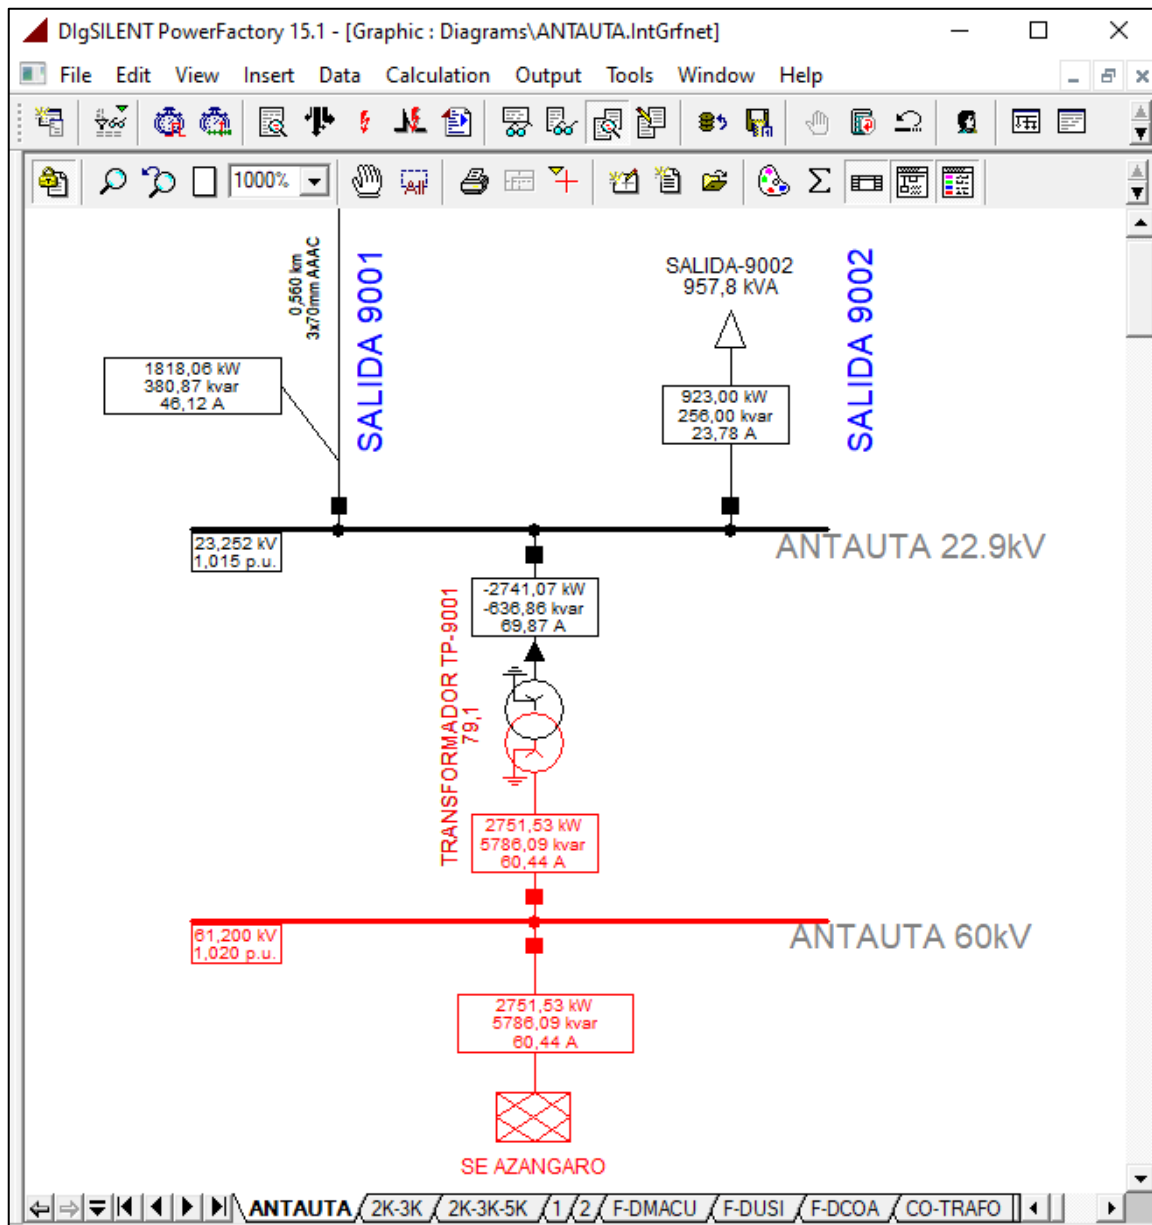 DIgSILENT PowerFactory 15.1 - [Graphic : Diagrams\ANTAUTA.IntGrfnet]
File Edit View Insert Data Calculation Output Tools Window Help
1000%
0,560 km
3x70mm AAAC
SALIDA 9001
SALIDA-9002
957,8 kVA
SALIDA 9002
1818,06 kW
380,87 kvar
46,12 A
923,00 kW
256,00 kvar
23,78 A
23,252 kV
1,015 p.u.
ANTAUTA 22.9kV
-2741,07 kW
-636,86 kvar
69,87 A
TRANSFORMADOR TP-9001
79,1
2751,53 kW
5786,09 kvar
60,44 A
61,200 kV
1,020 p.u.
ANTAUTA 60kV
2751,53 kW
5786,09 kvar
60,44 A
SE AZANGARO
ANTAUTA 2K-3K 2K-3K-5K 1 2 F-DMACU F-DUSI F-DCOA CO-TRAFO